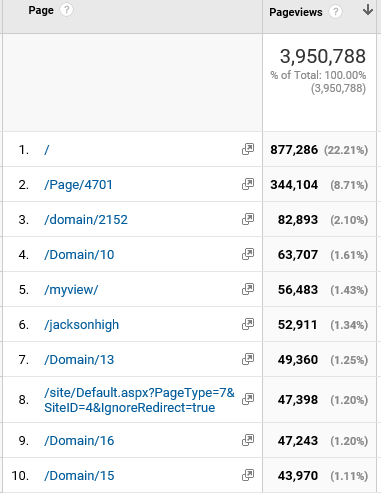 Page ? Pageviews ?
3,950,788
% of Total: 100.00%
(3,950,788)
1. / 877,286 (22.21%)
2. /Page/4701 344,104 (8.71%)
3. /domain/2152 82,893 (2.10%)
4. /Domain/10 63,707 (1.61%)
5. /myview/ 56,483 (1.43%)
6. /jacksonhigh 52,911 (1.34%)
7. /Domain/13 49,360 (1.25%)
8. /site/Default.aspx?PageType=7&
SiteID=4&IgnoreRedirect=true 47,398 (1.20%)
9. /Domain/16 47,243 (1.20%)
10. /Domain/15 43,970 (1.11%)